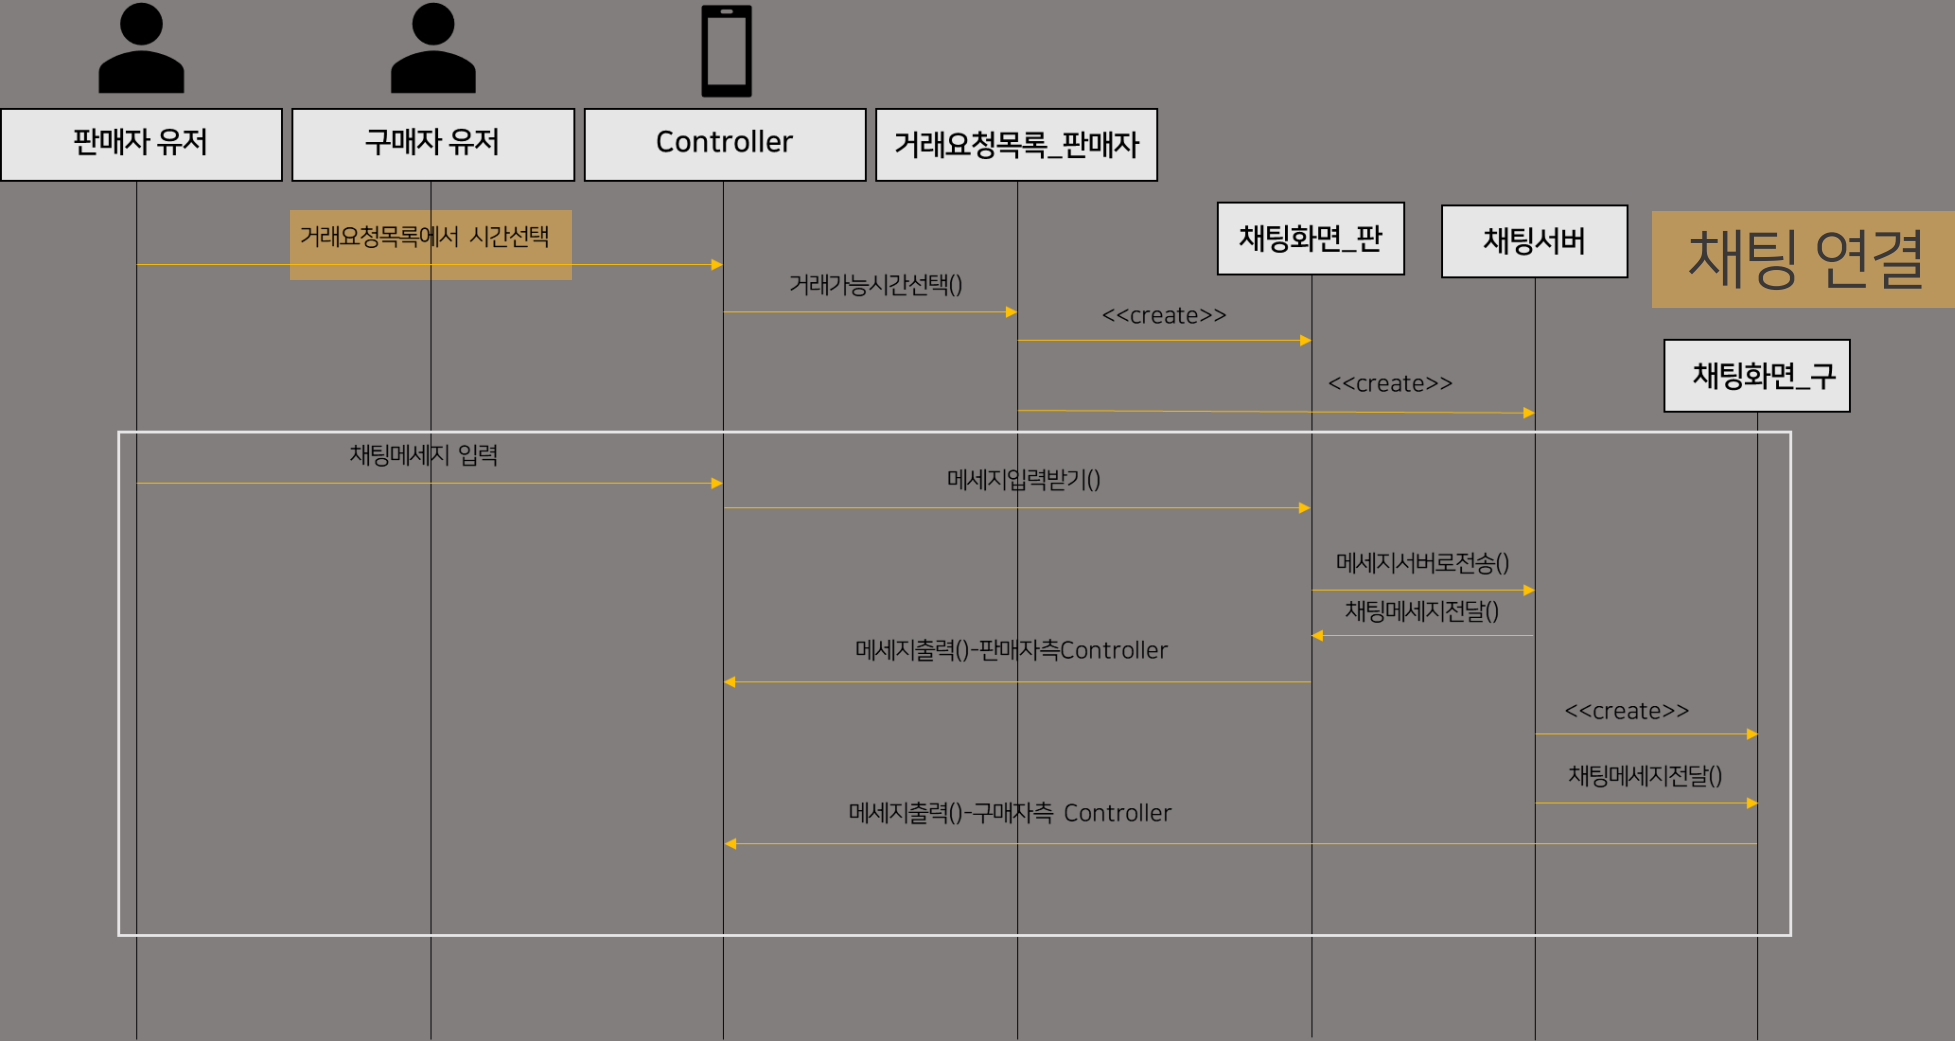 판매자 유저
구매자 유저
Controller
거래요청목록_판매자
채팅화면_판
채팅서버
채팅 연결
거래요청목록에서 시간선택
거래가능시간선택()
<<create>>
채팅화면_구
<<create>>
채팅메세지 입력
메세지입력받기()
메세지서버로전송()
채팅메세지전달()
메세지출력()-판매자측Controller
<<create>>
채팅메세지전달()
메세지출력()-구매자측 Controller